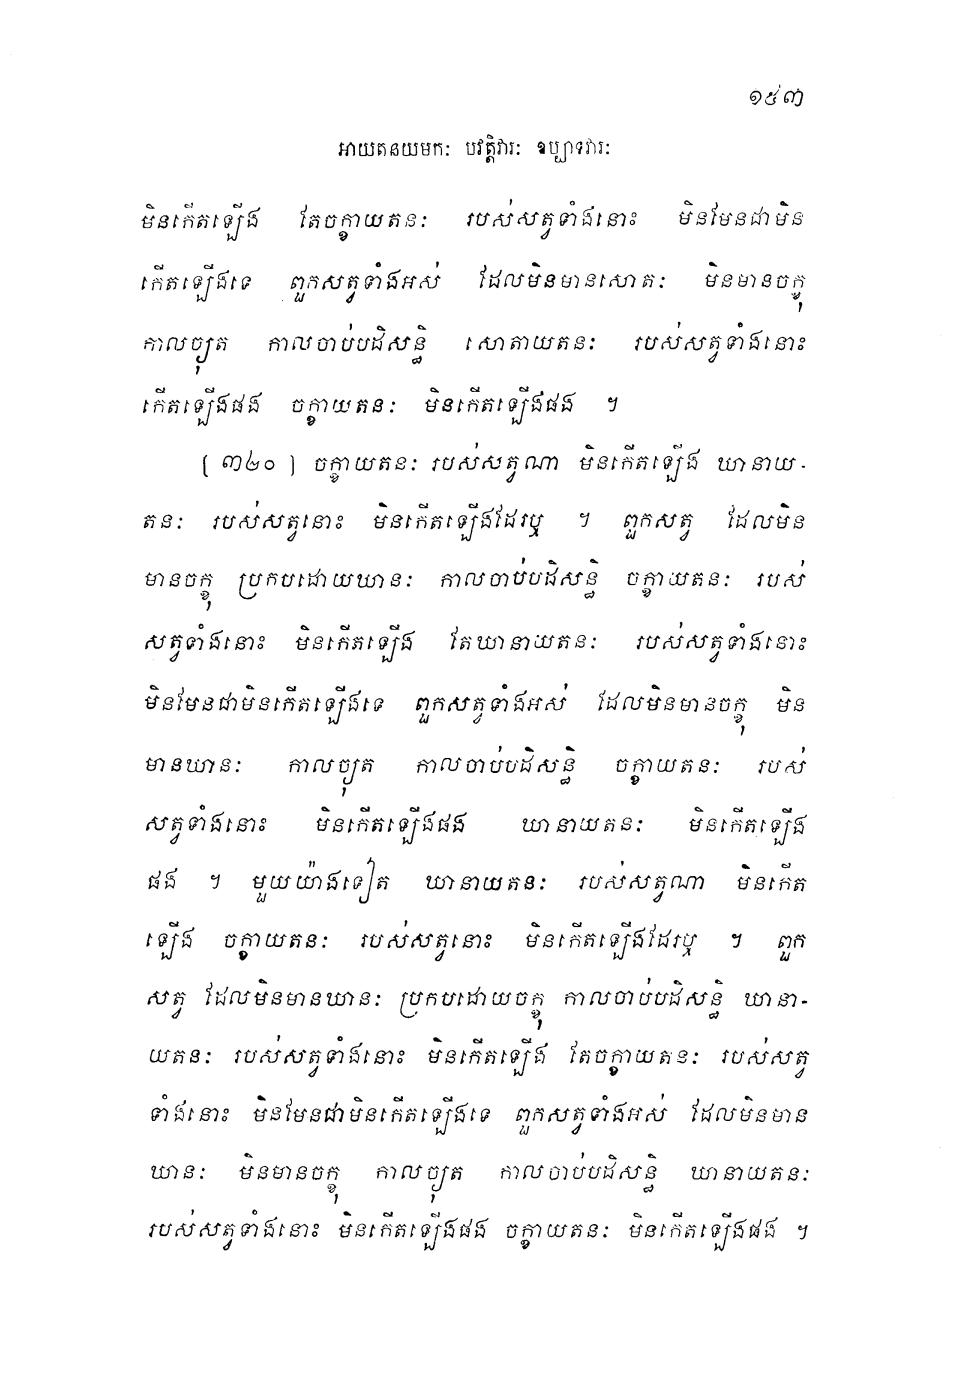 ១៥៣
អាយតនយមកៈ បវត្តិវារៈ ឧប្បាទវារៈ
មិនកើតឡើង តែចក្ខាយតនៈ របស់សត្វទាំងនោះ មិនមែនជាមិន
កើតឡើងទេ ពួកសត្វទាំងអស់ ដែលមិនមានសោតៈ មិនមានចក្ខុ
កាលច្យុត កាលចាប់បដិសន្ធិ សោតាយតនៈ របស់សត្វទាំងនោះ
កើតឡើងផង ចក្ខាយតនៈ មិនកើតឡើងផង ។
[ ៣២០ ] ចក្ខាយតនៈ របស់សត្វណា មិនកើតឡើង ឃានាយ-
តនៈ របស់សត្វនោះ មិនកើតឡើងដែរឬ ។ ពួកសត្វ ដែលមិន
មានចក្ខុ ប្រកបដោយឃានៈ កាលចាប់បដិសន្ធិ ចក្ខាយតនៈ របស់
សត្វទាំងនោះ មិនកើតឡើង តែឃានាយតនៈ របស់សត្វទាំងនោះ
មិនមែនជាមិនកើតឡើងទេ ពួកសត្វទាំងអស់ ដែលមិនមានចក្ខុ មិន
មានឃានៈ កាលច្យុត កាលចាប់បដិសន្ធិ ចក្ខាយតនៈ របស់
សត្វទាំងនោះ មិនកើតឡើងផង ឃានាយតនៈ មិនកើតឡើង
ផង ។ មួយយ៉ាងទៀត ឃានាយតនៈ របស់សត្វណា មិនកើត
ឡើង ចក្ខាយតនៈ របស់សត្វនោះ មិនកើតឡើងដែរឬ ។ ពួក
សត្វ ដែលមិនមានឃានៈ ប្រកបដោយចក្ខុ កាលចាប់បដិសន្ធិ ឃានា-
យតនៈ របស់សត្វទាំងនោះ មិនកើតឡើង តែចក្ខាយតនៈ របស់សត្វ
ទាំងនោះ មិនមែនជាមិនកើតឡើងទេ ពួកសត្វទាំងអស់ ដែលមិនមាន
ឃានៈ មិនមានចក្ខុ កាលច្យុត កាលចាប់បដិសន្ធិ ឃានាយតនៈ
របស់សត្វទាំងនោះ មិនកើតឡើងផង ចក្ខាយតនៈ មិនកើតឡើងផង ។